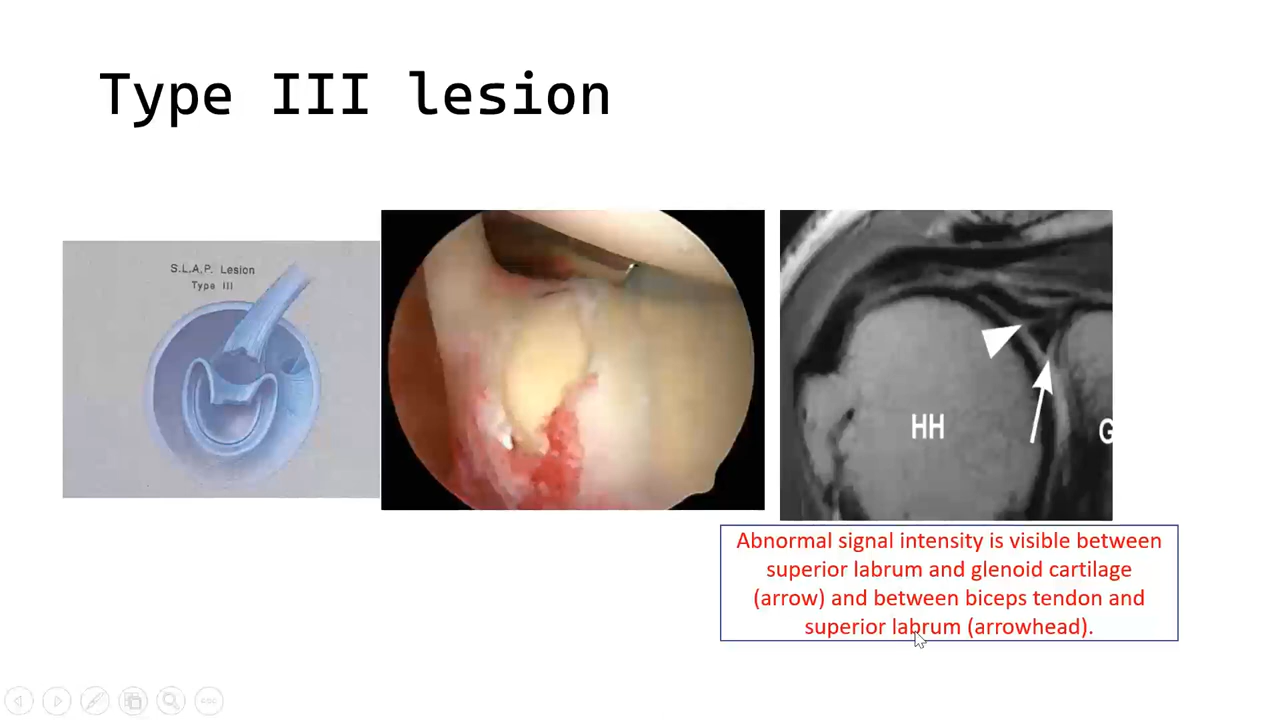 Type III lesion
S.L.A.P. Lesion
Type III
HH
G
Abnormal signal intensity is visible between
superior labrum and glenoid cartilage
(arrow) and between biceps tendon and
superior labrum (arrowhead).